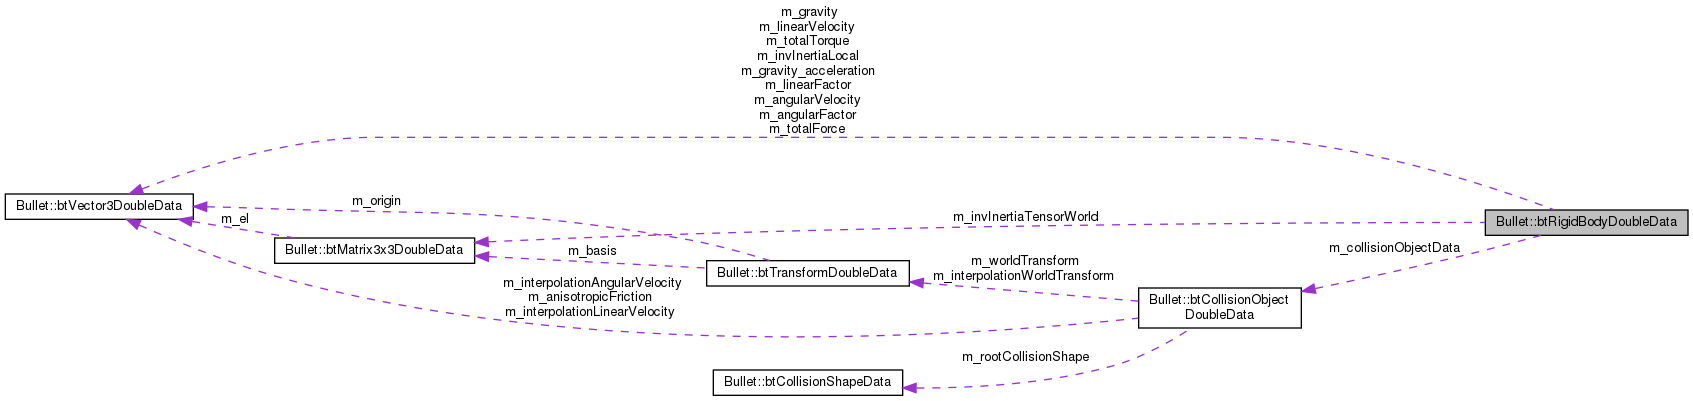 m_gravity
m_linearVelocity
m_totalTorque
m_invInertiaLocal
m_gravity_acceleration
m_linearFactor
m_angularVelocity
m_angularFactor
m_totalForce
Bullet::btVector3DoubleData
m_origin
m_el
Bullet::btMatrix3x3DoubleData
m_basis
m_invInertiaTensorWorld
Bullet::btRigidBodyDoubleData
m_collisionObjectData
Bullet::btTransformDoubleData
m_worldTransform
m_interpolationWorldTransform
m_interpolationAngularVelocity
m_anisotropicFriction
m_interpolationLinearVelocity
Bullet::btCollisionObject
DoubleData
m_rootCollisionShape
Bullet::btCollisionShapeData